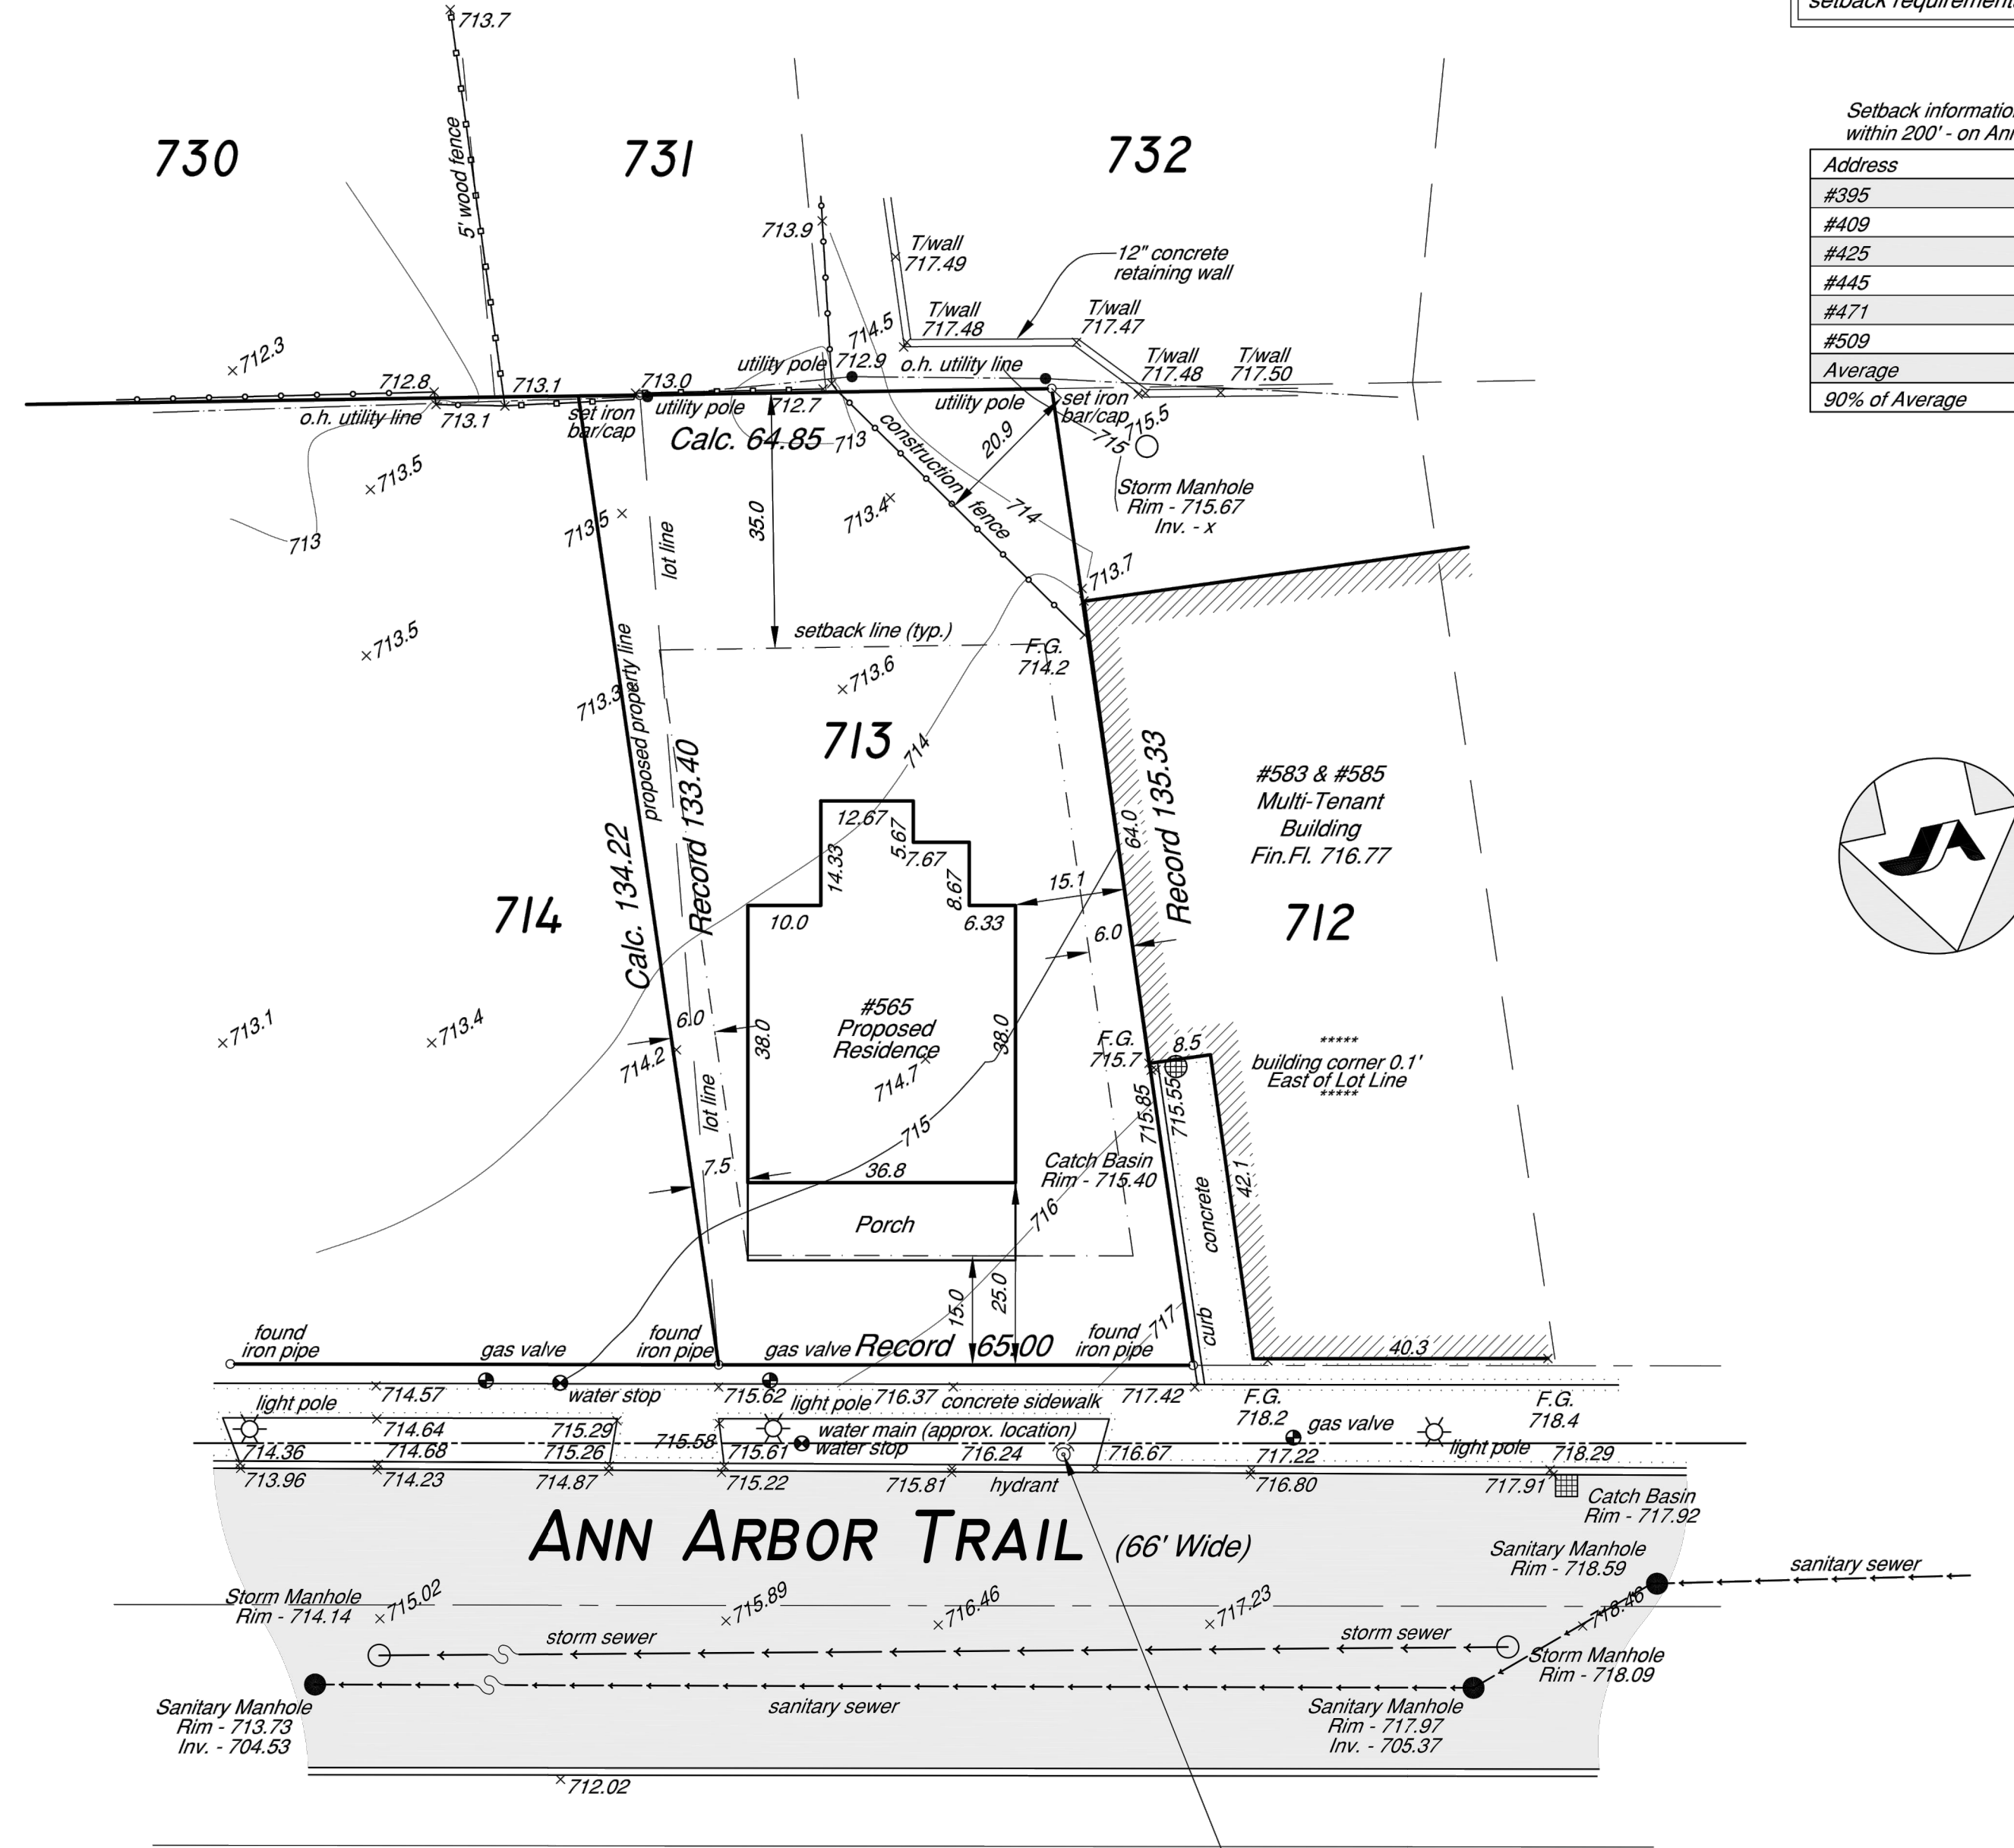 setback requirement
713.7
Setback information
within 200' - on Ann
Address
#395
#409
#425
#445
#471
#509
Average
90% of Average
730
731
732
5' wood fence
713.9
T/wall
717.49
12" concrete
retaining wall
T/wall
717.48
T/wall
717.47
T/wall
717.48
T/wall
717.50
714.5
712.3
utility pole
712.9
o.h. utility line
712.8
713.1
713.0
o.h. utility line
713.1
set iron
bar/cap
utility pole
712.7
utility pole
set iron
bar/cap
715.5
715
Calc. 64.85
713
construction fence
20.9
713.5
713
713.5
35.0
713.4
714
Storm Manhole
Rim - 715.67
Inv. - x
lot line
713.7
713.5
setback line (typ.)
F.G.
714.2
713.6
713.3
proposed property line
713
714
Record 133.40
Record 135.33
64.0
#583 & #585
Multi-Tenant
Building
Fin.Fl. 716.77
12.67
5.67
7.67
14.33
8.67
15.1
10.0
6.33
714
Calc. 134.22
6.0
712
713.1
713.4
6.0
714.2
38.0
#565
Proposed
Residence
38.0
714.7
F.G.
715.7
8.5
*****
building corner 0.1'
East of Lot Line
*****
715.85
715.55
lot line
715
7.5
36.8
Catch Basin
Rim - 715.40
42.1
concrete
716
Porch
15.0
25.0
717
curb
found
iron pipe
gas valve
found
iron pipe
gas valve
Record 65.00
found
iron pipe
40.3
714.57
water stop
715.62
light pole
716.37
concrete sidewalk
717.42
F.G.
718.2
F.G.
718.4
light pole
714.64
715.29
715.58
water main (approx. location)
gas valve
714.36
714.68
715.26
715.61
water stop
716.24
716.67
717.22
light pole
718.29
713.96
714.23
714.87
715.22
715.81
hydrant
716.80
717.91
Catch Basin
Rim - 717.92
ANN ARBOR TRAIL (66' Wide)
Sanitary Manhole
Rim - 718.59
sanitary sewer
Storm Manhole
Rim - 714.14
715.02
715.89
716.46
717.23
718.46
storm sewer
storm sewer
Storm Manhole
Rim - 718.09
Sanitary Manhole
Rim - 713.73
Inv. - 704.53
sanitary sewer
Sanitary Manhole
Rim - 717.97
Inv. - 705.37
712.02